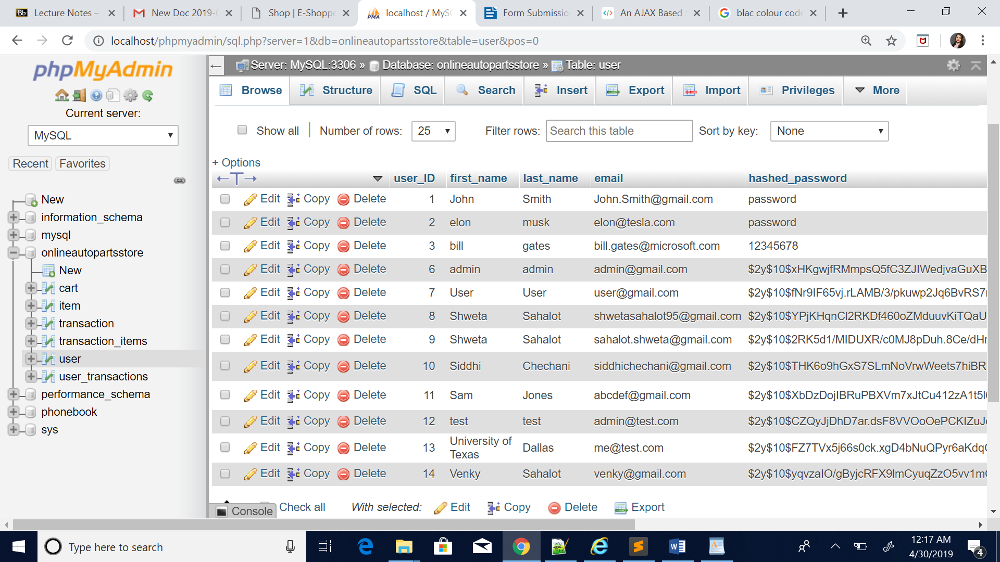 Lecture Notes –
New Doc 2019-
Shop | E-Shoppe
localhost / MyS
Form Submissio
An AJAX Based
blac colour cod
localhost/phpmyadmin/sql.php?server=1&db=onlineautopartsstore&table=user&pos=0
phpMyAdmin
Current server:
MySQL
Recent Favorites
New
information_schema
mysql
onlineautopartsstore
New
cart
item
transaction
transaction_items
user
user_transactions
performance_schema
phonebook
sys
Server: MySQL:3306 » Database: onlineautopartsstore » Table: user
Browse Structure SQL Search Insert Export Import Privileges More
Show all Number of rows: 25 Filter rows: Search this table Sort by key: None
+ Options
user_ID first_name last_name email hashed_password
Edit Copy Delete 1 John Smith John.Smith@gmail.com password
Edit Copy Delete 2 elon musk elon@tesla.com password
Edit Copy Delete 3 bill gates bill.gates@microsoft.com 12345678
Edit Copy Delete 6 admin admin admin@gmail.com $2y$10$xHKgwjfRMmpsQ5fC3ZJIWedjvaGuXB
Edit Copy Delete 7 User User user@gmail.com $2y$10$fNr9IF65vj.rLAMB/3/pkuwp2Jq6BvRS7
Edit Copy Delete 8 Shweta Sahalot shwetasahalot95@gmail.com $2y$10$YPjKHqnCl2RKDf460oZMduuvKiTQaU
Edit Copy Delete 9 Shweta Sahalot sahalot.shweta@gmail.com $2y$10$2RK5d1/MIDUXR/c0MJ8pDuh.8Ce/dH
Edit Copy Delete 10 Siddhi Chechani siddhichechani@gmail.com $2y$10$THK6o9hGxS7SLmNoVrwWeets7hiBR
Edit Copy Delete 11 Sam Jones abcdef@gmail.com $2y$10$XbDzDojIBRuPBXVm7xJtCu412zA1t5l
Edit Copy Delete 12 test test admin@test.com $2y$10$CZQyJjDhD7ar.dsF8VVOoOePCKIZuJ
Edit Copy Delete 13 University of Texas Dallas me@test.com $2y$10$FZ7TVx5j66s0ck.xgD4bNuQPyr6aKdq
Edit Copy Delete 14 Venky Sahalot venky@gmail.com $2y$10$yqvzaIO/gByjcRFX9lmCyuqZzO5vv1m
Console Check all With selected: Edit Copy Delete Export
Type here to search
12:17 AM
4/30/2019
4